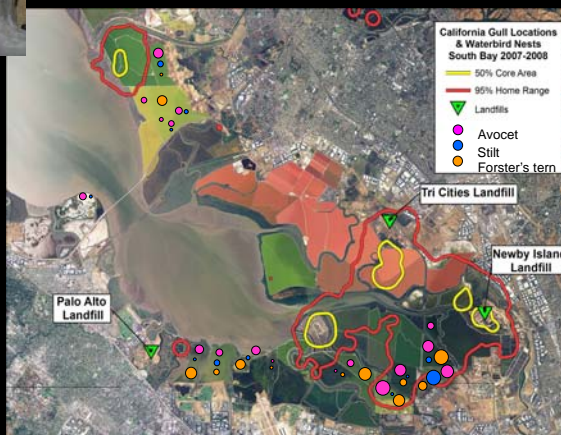 California Gull Locations
& Waterbird Nests
South Bay 2007-2008
50% Core Area
95% Home Range
Landfills
Avocet
Stilt
Forster's tern
Tri Cities Landfill
Newby Island
Landfill
Palo Alto
Landfill